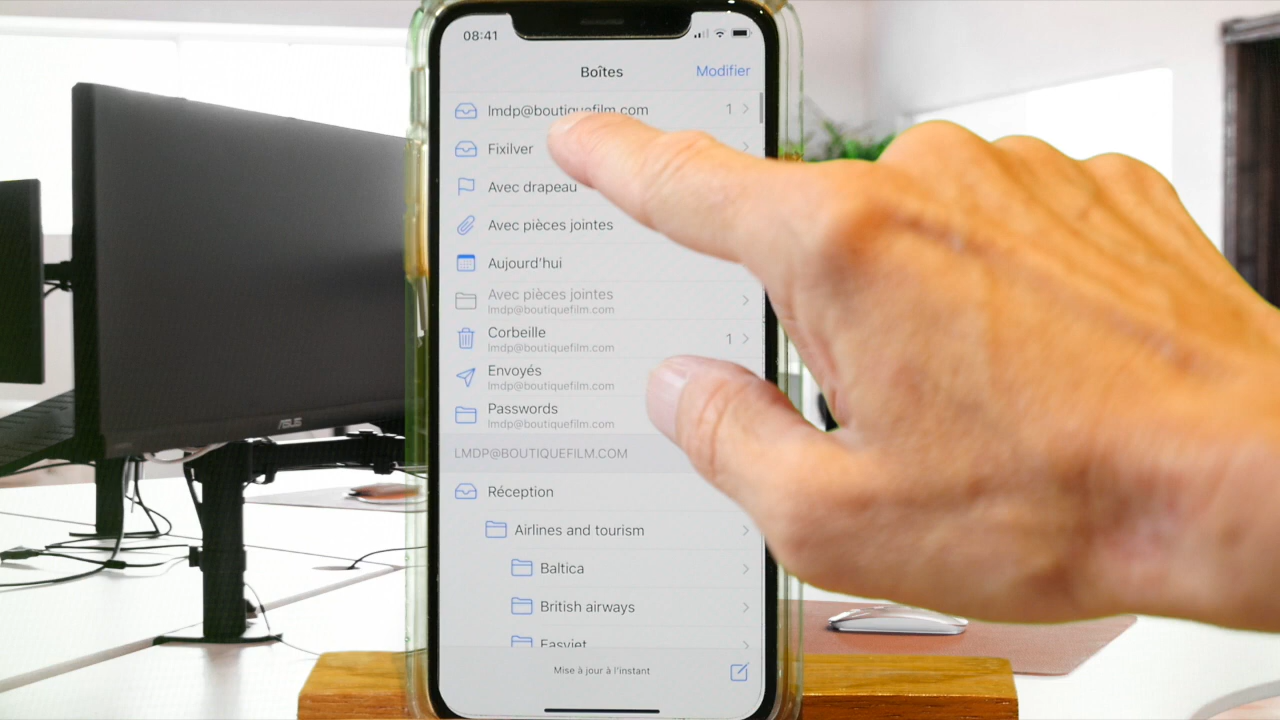 08:41
Boîtes
Modifier
lmdp@boutiquefilm.com
1
Fixilver
Avec drapeau
Avec pièces jointes
Aujourd'hui
Avec pièces jointes
lmdp@boutiquefilm.com
Corbeille
1
lmdp@boutiquefilm.com
Envoyés
lmdp@boutiquefilm.com
Passwords
lmdp@boutiquefilm.com
LMDP@BOUTIQUEFILM.COM
Réception
Airlines and tourism
Baltica
British airways
Mise à jour à l'instant
ASUS